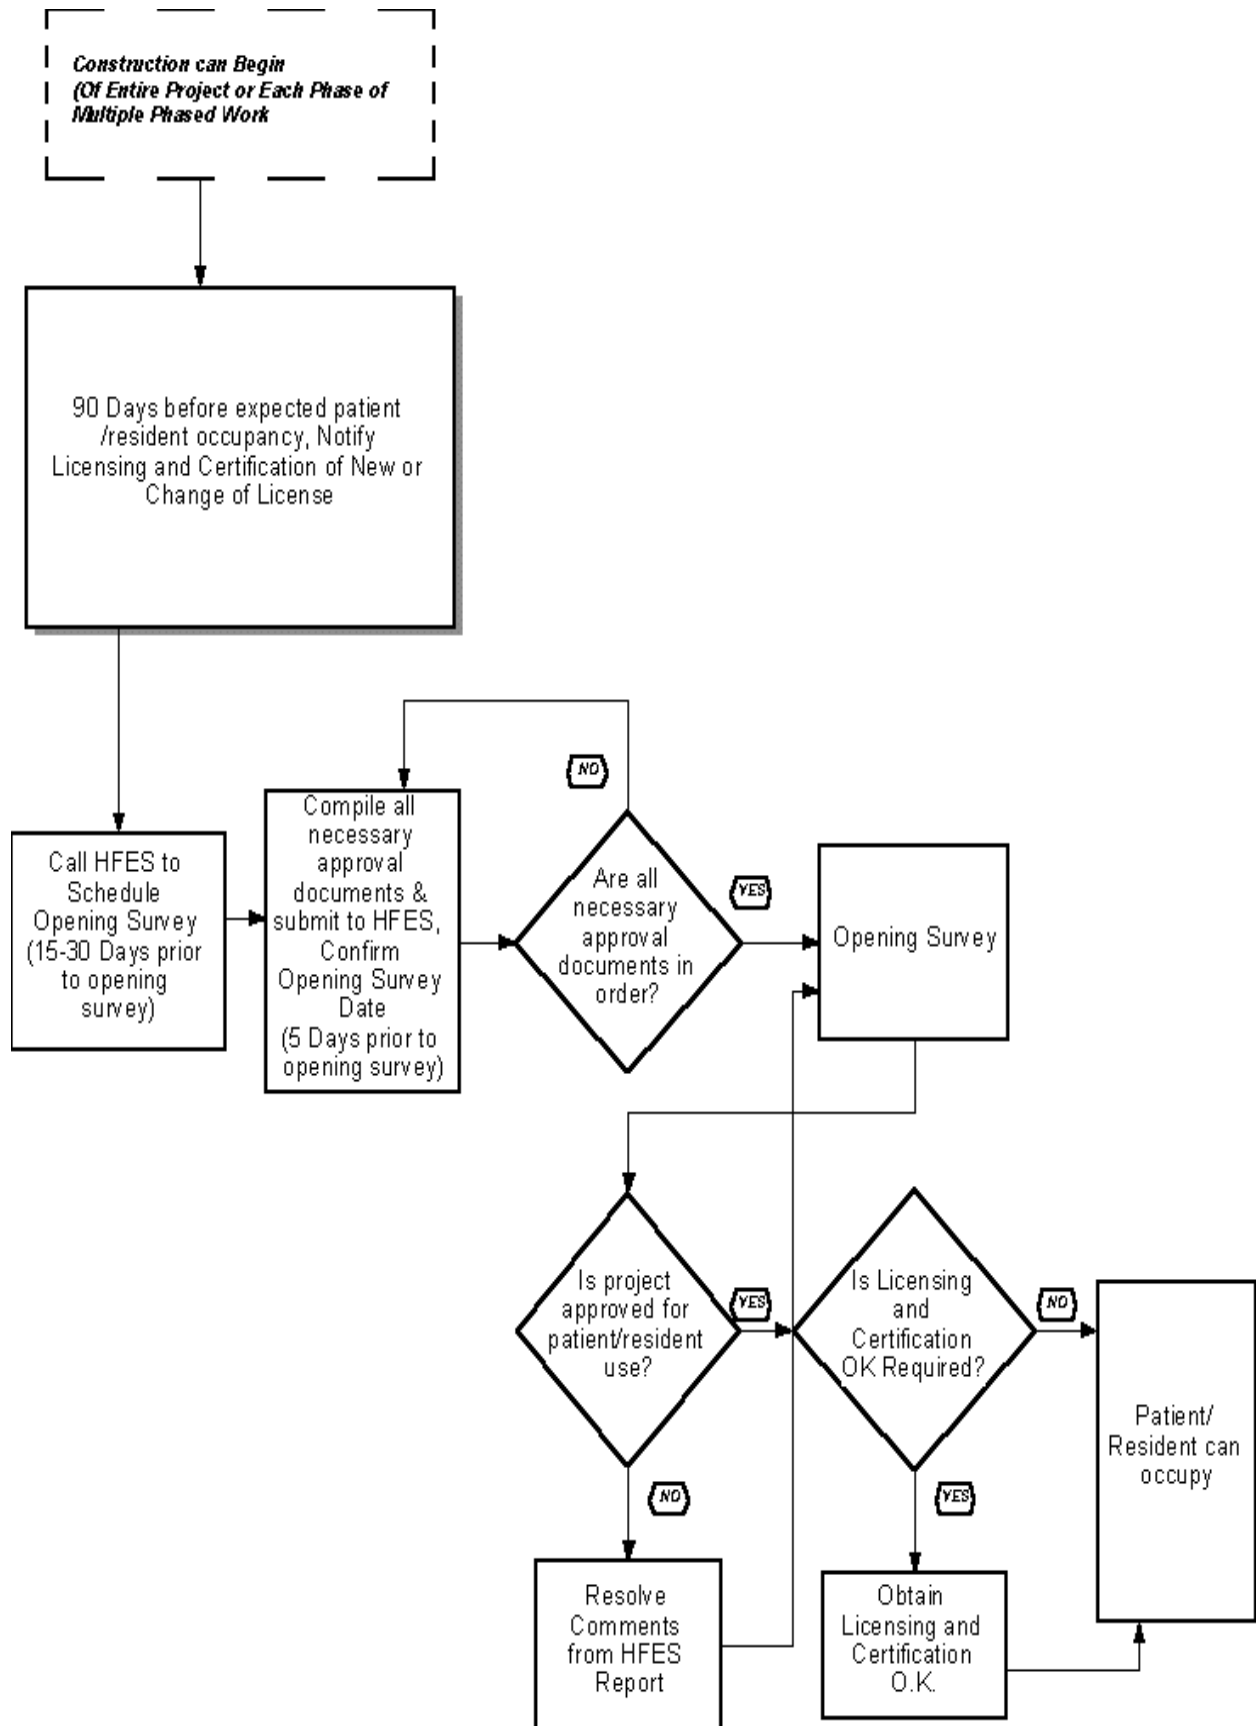 Construction can Begin
(Of Entire Project or Each Phase of
Multiple Phased Work
90 Days before expected patient
/resident occupancy, Notify
Licensing and Certification of New or
Change of License
Call HFES to
Schedule
Opening Survey
(15-30 Days prior
to opening
survey)
Compile all
necessary
approval
documents &
submit to HFES,
Confirm
Opening Survey
Date
(5 Days prior to
opening survey)
NO
Are all
necessary
approval
documents in
order?
YES
Opening Survey
Is project
approved for
patient/resident
use?
YES
NO
Resolve
Comments
from HFES
Report
Is Licensing
and
Certification
OK Required?
NO
YES
Obtain
Licensing and
Certification
O.K.
Patient/
Resident can
occupy